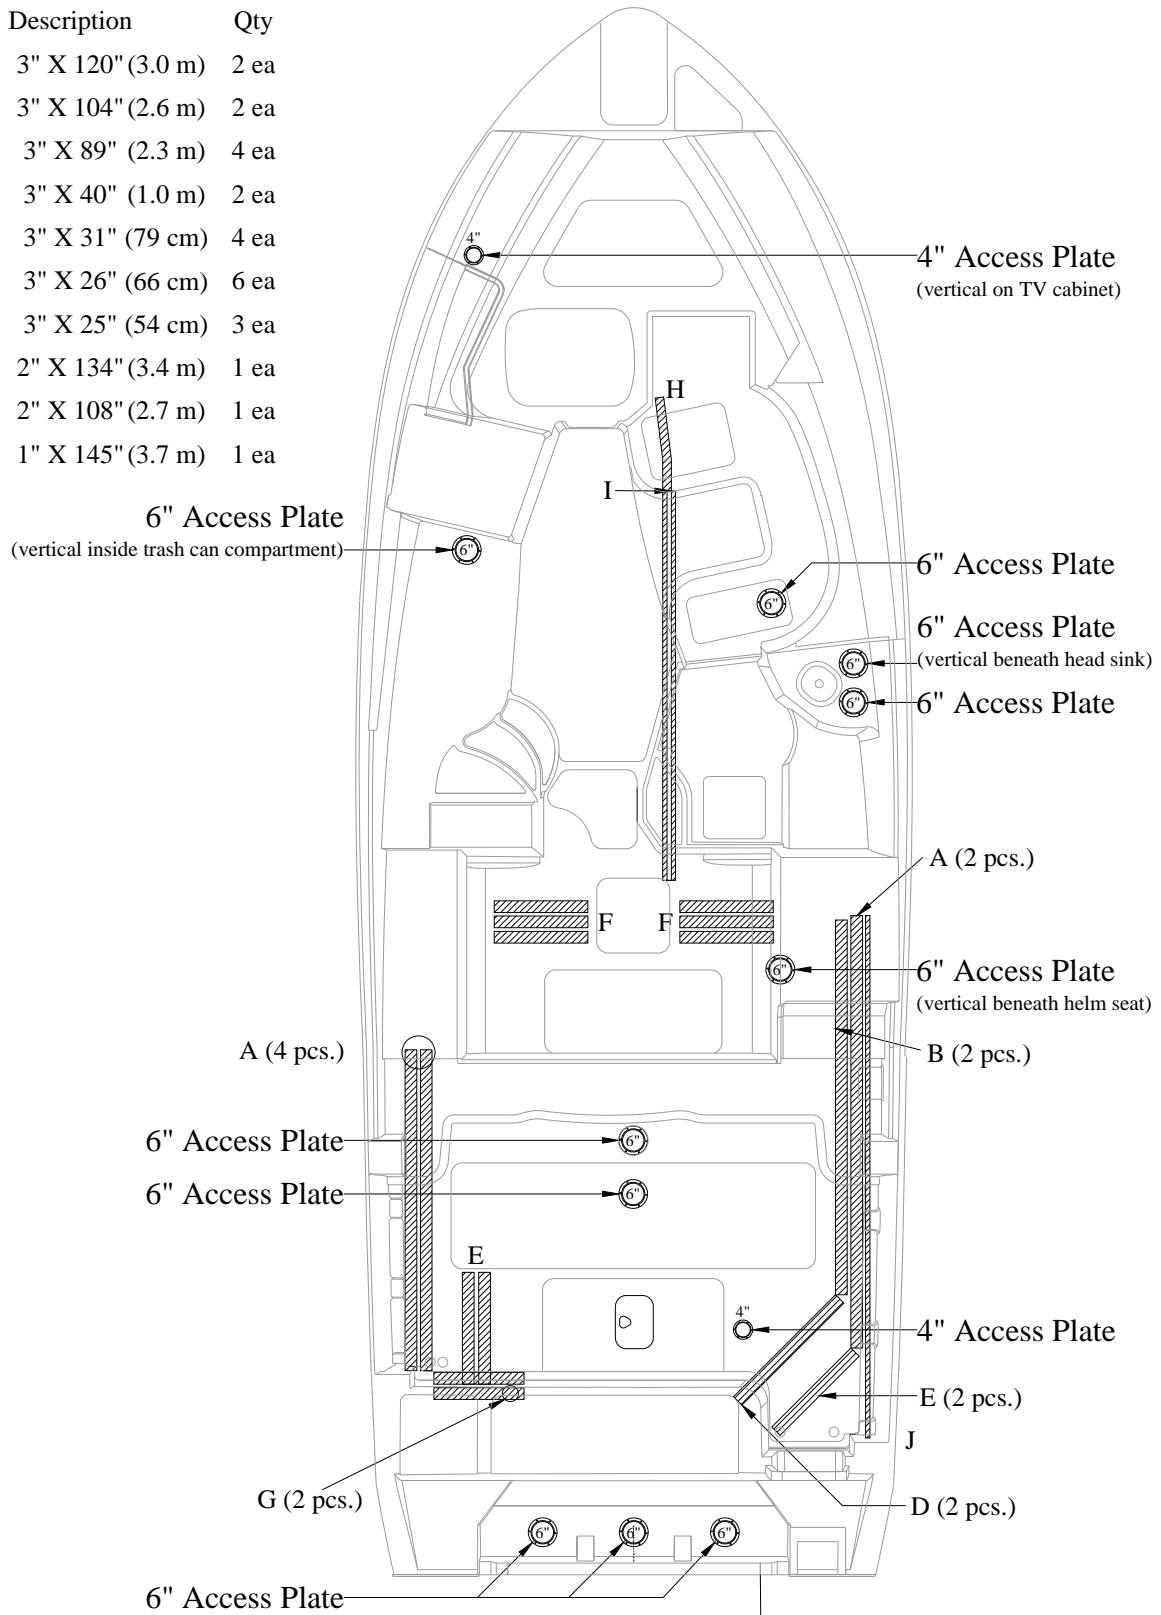 Description Qty
3" X 120" (3.0 m) 2 ea
3" X 104" (2.6 m) 2 ea
3" X 89" (2.3 m) 4 ea
3" X 40" (1.0 m) 2 ea
3" X 31" (79 cm) 4 ea
3" X 26" (66 cm) 6 ea
3" X 25" (54 cm) 3 ea
2" X 134" (3.4 m) 1 ea
2" X 108" (2.7 m) 1 ea
1" X 145" (3.7 m) 1 ea
4"
4" Access Plate
(vertical on TV cabinet)
H
I
6" Access Plate
(vertical inside trash can compartment)
6"
6" Access Plate
6"
6" Access Plate
(vertical beneath head sink)
6"
6" Access Plate
6"
A (2 pcs.)
F F
6"
6" Access Plate
(vertical beneath helm seat)
A (4 pcs.)
B (2 pcs.)
6" Access Plate
6"
6" Access Plate
6"
E
4"
4" Access Plate
E (2 pcs.)
J
G (2 pcs.)
D (2 pcs.)
6" 6" 6"
6" Access Plate